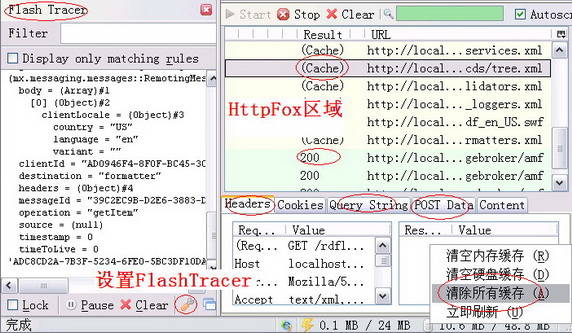 Flash Tracer
Filter
Display only matching rules
(mx.messaging.messages::RemotingMes
body = (Array)#1
[0] (Object)#2
clientLocale = (Object)#3
country = "US"
language = "en"
variant = ""
clientId = "AD0946F4-8F0F-BC45-3C
destination = "formatter"
headers = (Object)#4
messageId = "39C2EC9B-D2E6-3883-D
operation = "getItem"
source = (null)
timestamp = 0
timeToLive = 0
'ADC8CD2A-7B3F-5234-6FE0-5BC3DF10DA
设置FlashTracer
Lock Pause Clear
完成
Start Stop Clear Autoscr
Result URL
(Cache) http://local...services.xml
(Cache) http://local...cds/tree.xml
(Cache) http://local...lidators.xml
http://local..._loggers.xml
http://local...df_en_US.swf
(Cache) http://local...rmatters.xml
200 http://local...gebroker/amf
200 http://local...gebroker/amf
200 http://local...gebroker/amf
HttpFox区域
Headers Cookies Query String POST Data Content
Req... Value
(Req... GET /rdfl...
Host localhost...
Mozilla/5...
Accept text/xml...
Res... Value
清空内存缓存 (R)
清空硬盘缓存 (D)
清除所有缓存 (A)
立即刷新 (U)
0.1 MB / 24 MB 10.6 MB / 48.8 MB